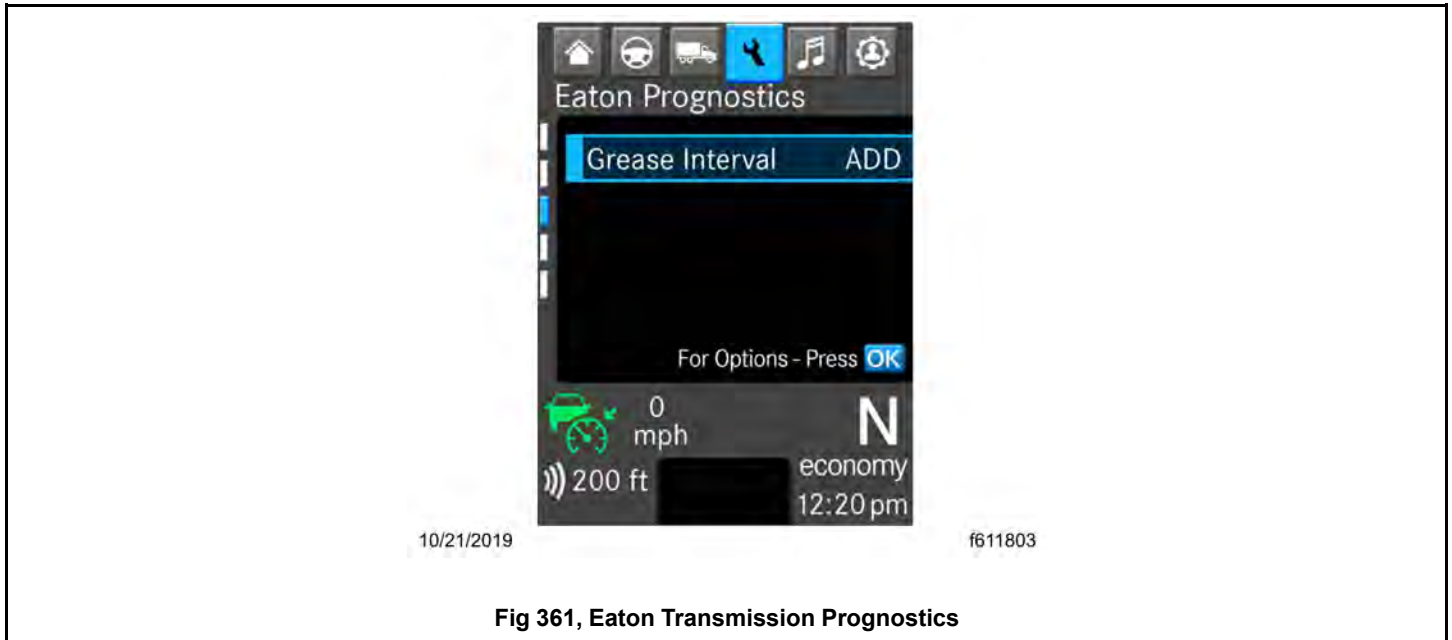 Eaton Prognostics
Grease Interval ADD
For Options - Press OK
0
mph
N
economy
200 ft
12:20 pm
10/21/2019
f611803
Fig 361, Eaton Transmission Prognostics